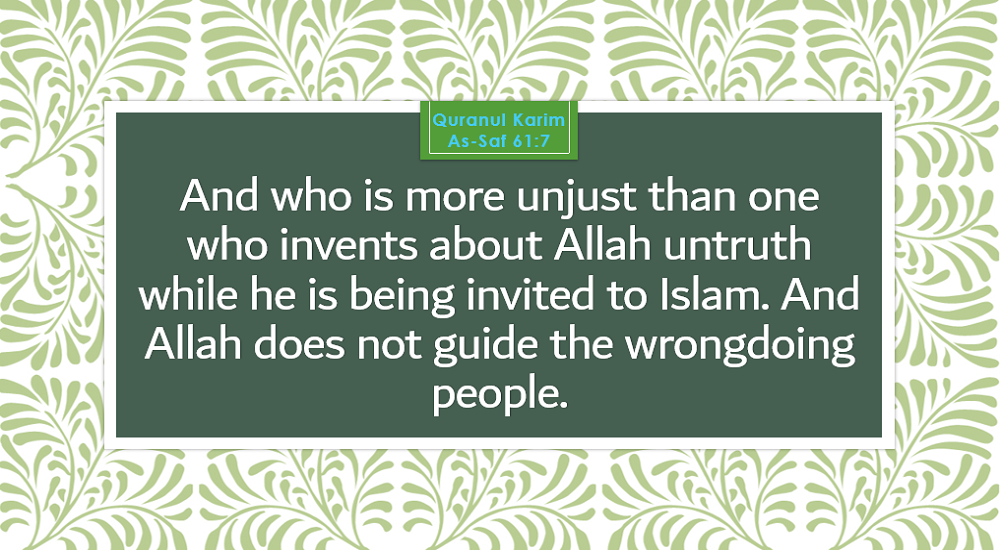 Quranul Karim
As-Saf 61:7
And who is more unjust than one
who invents about Allah untruth
while he is being invited to Islam. And
Allah does not guide the wrongdoing
people.